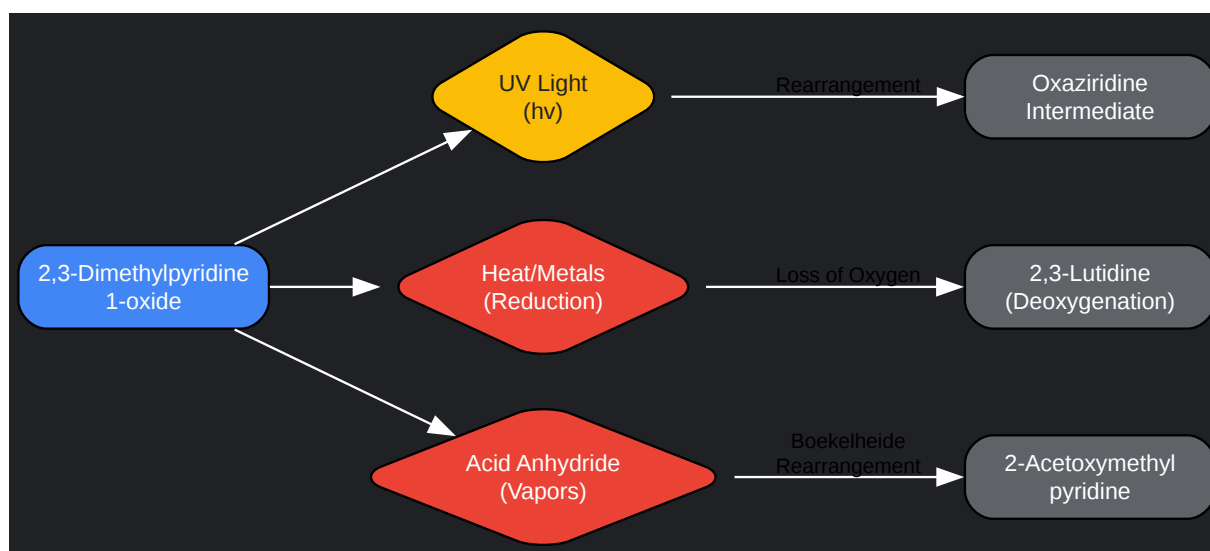 UV Light
(hv)
Rearrangement
Oxaziridine
Intermediate
2,3-Dimethylpyridine
1-oxide
Heat/Metals
(Reduction)
Loss of Oxygen
2,3-Lutidine
(Deoxygenation)
Acid Anhydride
(Vapors)
Boekelheide
Rearrangement
2-Acetoxymethyl
pyridine